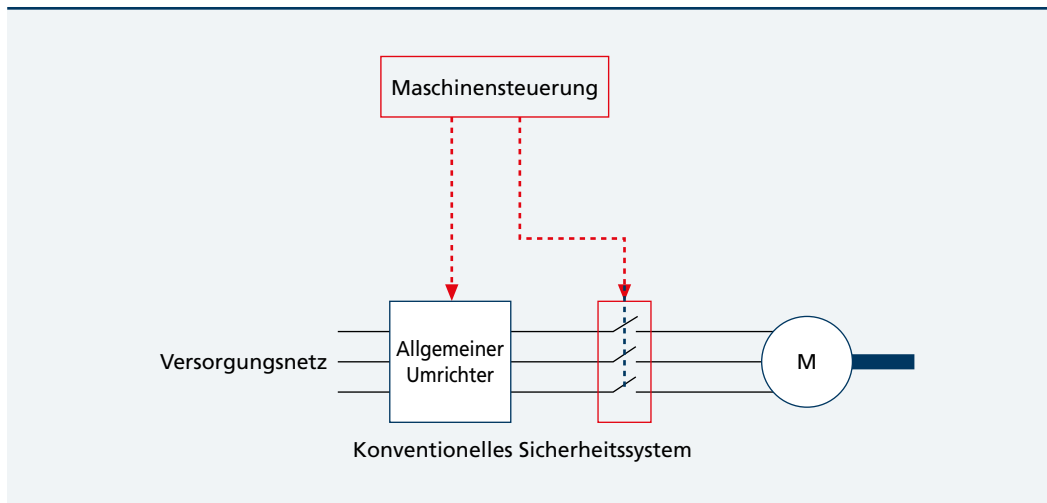 Maschinensteuerung
Versorgungsnetz
Allgemeiner
Umrichter
M
Konventionelles Sicherheitssystem